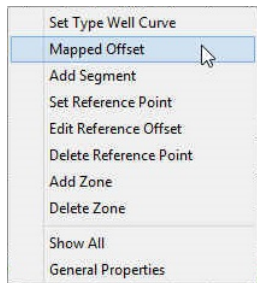 Set Type Well Curve
Mapped Offset
Add Segment
Set Reference Point
Edit Reference Offset
Delete Reference Point
Add Zone
Delete Zone
Show All
General Properties